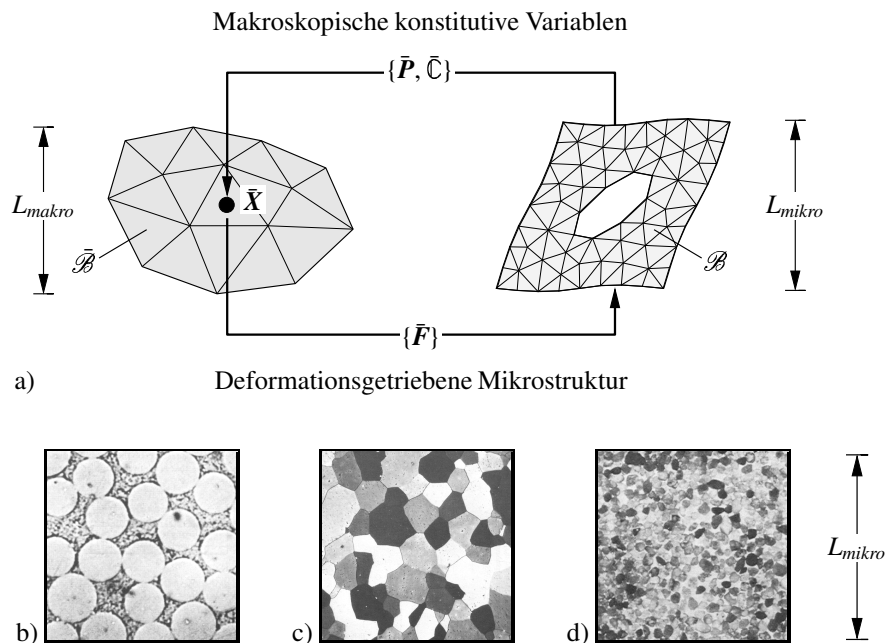 Makroskopische konstitutive Variablen
{P̄, ℂ̄}
L_makro
X̄
L_mikro
ℬ̄
ℬ
{F̄}
a)
Deformationsgetriebene Mikrostruktur
L_mikro
b)
c)
d)